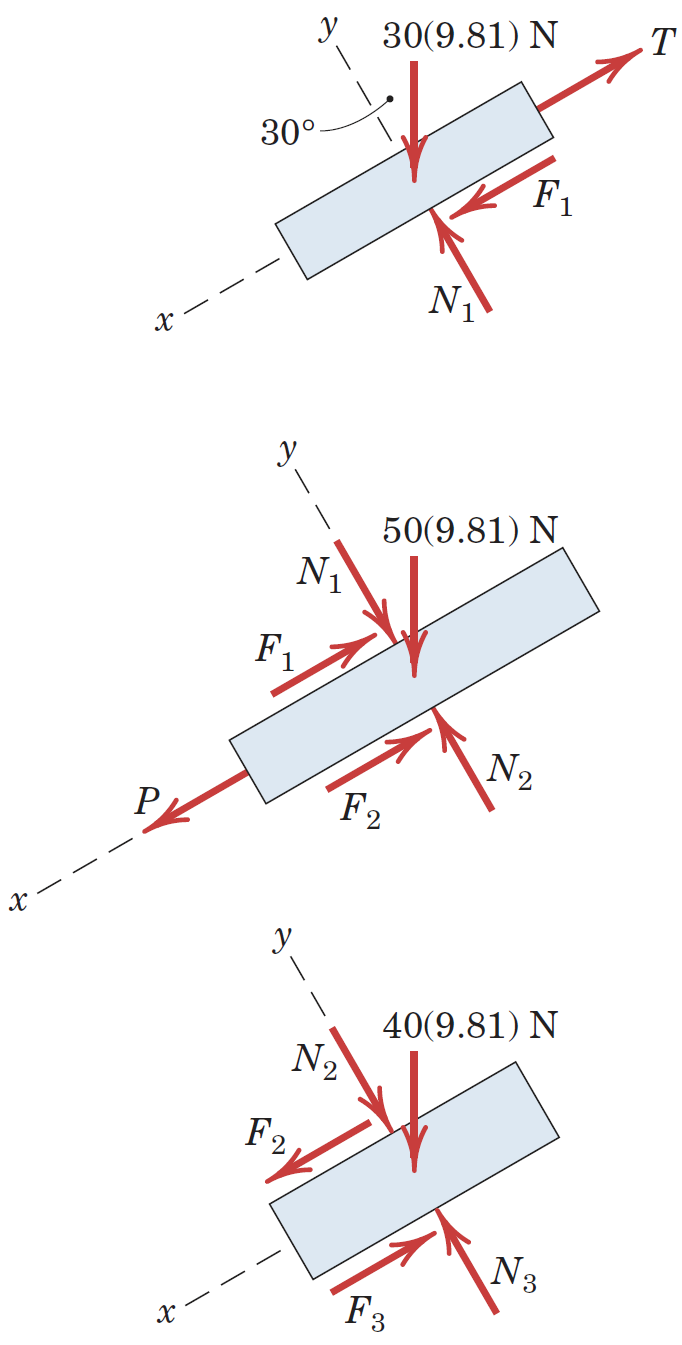 y
30(9.81) N
T
30°
F₁
N₁
x
y
50(9.81) N
N₁
F₁
N₂
P
F₂
x
y
40(9.81) N
N₂
F₂
N₃
x
F₃